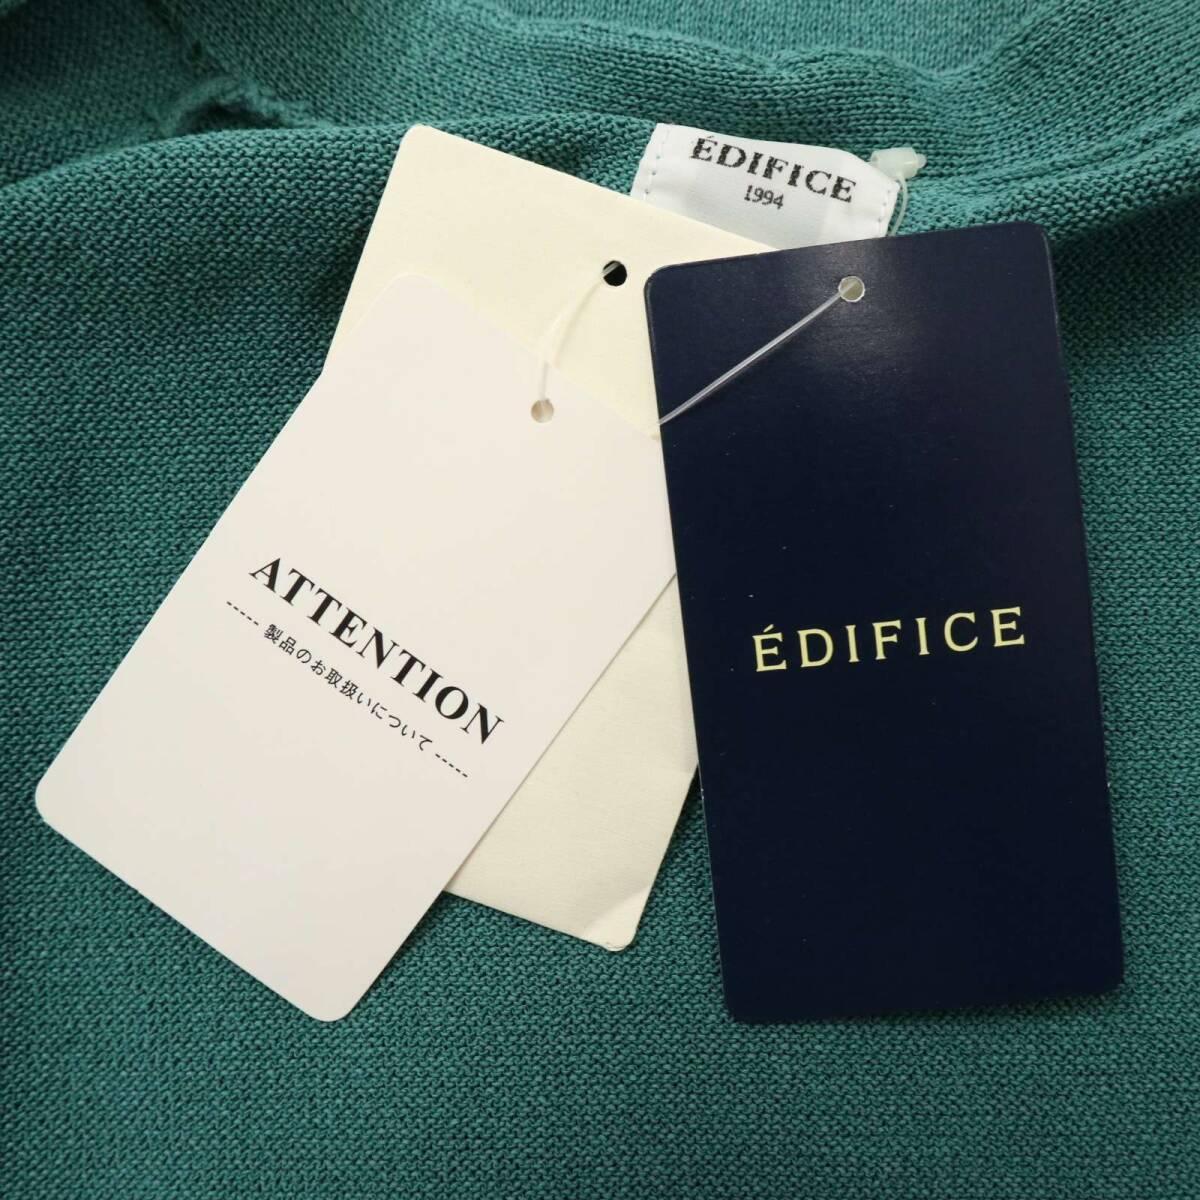 ÉDIFICE
1994
ATTENTION
----- 製品のお取扱いについて -----
ÉDIFICE